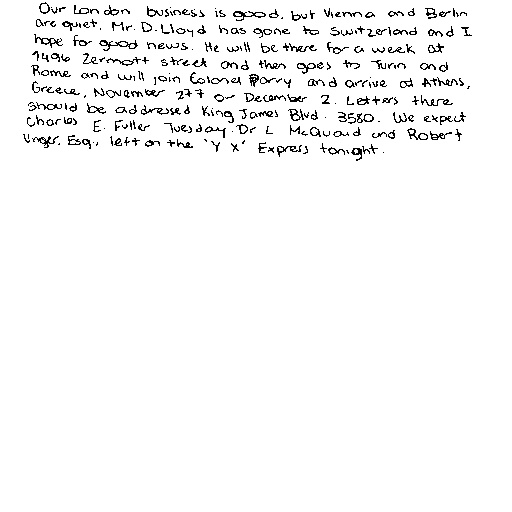 Our London business is good, but Vienna and Berlin
are quiet. Mr. D. Lloyd has gone to Switzerland and I
hope for good news. He will be there for a week at
1496 Zermott street and then goes to Turin and
Rome and will join Colonel Parry and arrive at Athens,
Greece, November 277 or December 2. Letters there
should be addressed King James Blvd. 3580. We expect
Charles E. Fuller Tuesday. Dr L McQuaid and Robert
Unger, Esq., left on the 'Y X' Express tonight.